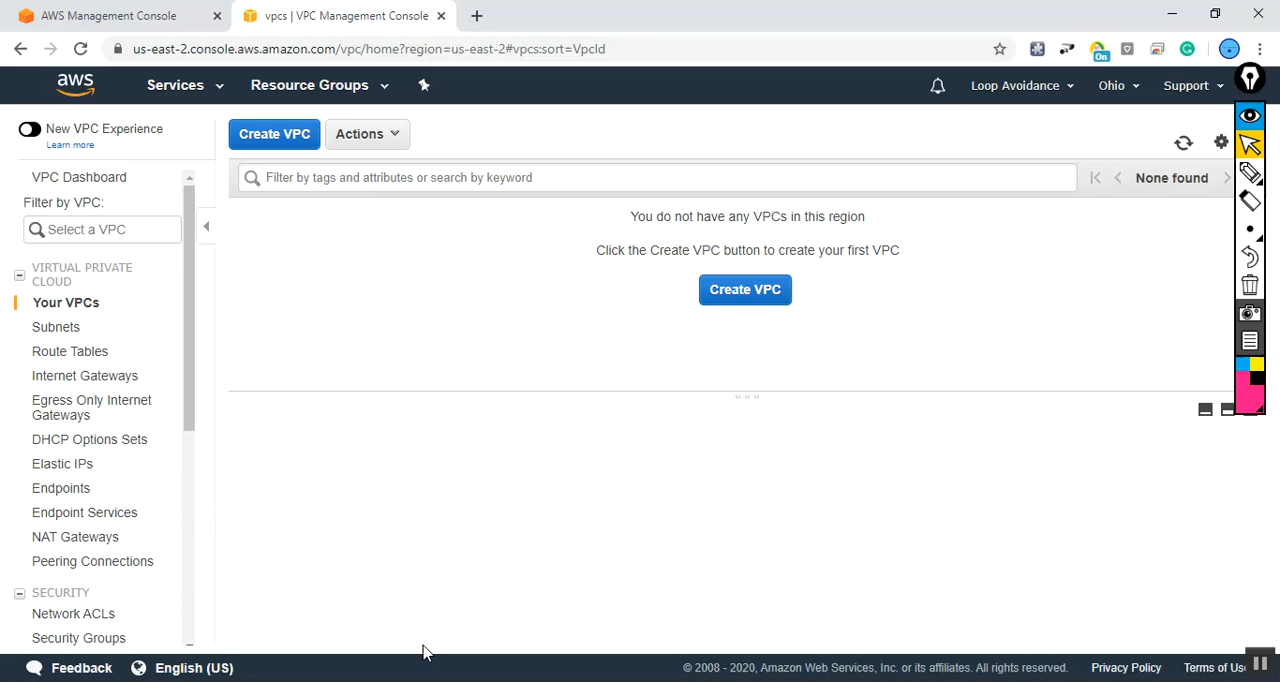 AWS Management Console
vpcs | VPC Management Console
us-east-2.console.aws.amazon.com/vpc/home?region=us-east-2#vpcs:sort=VpcId
On
aws
Services
Resource Groups
Loop Avoidance
Ohio
Support
New VPC Experience
Learn more
Create VPC
Actions
VPC Dashboard
Filter by VPC:
Select a VPC
Filter by tags and attributes or search by keyword
None found
You do not have any VPCs in this region
Click the Create VPC button to create your first VPC
Create VPC
VIRTUAL PRIVATE
CLOUD
Your VPCs
Subnets
Route Tables
Internet Gateways
Egress Only Internet
Gateways
DHCP Options Sets
Elastic IPs
Endpoints
Endpoint Services
NAT Gateways
Peering Connections
SECURITY
Network ACLs
Security Groups
Feedback
English (US)
© 2008 - 2020, Amazon Web Services, Inc. or its affiliates. All rights reserved.
Privacy Policy
Terms of